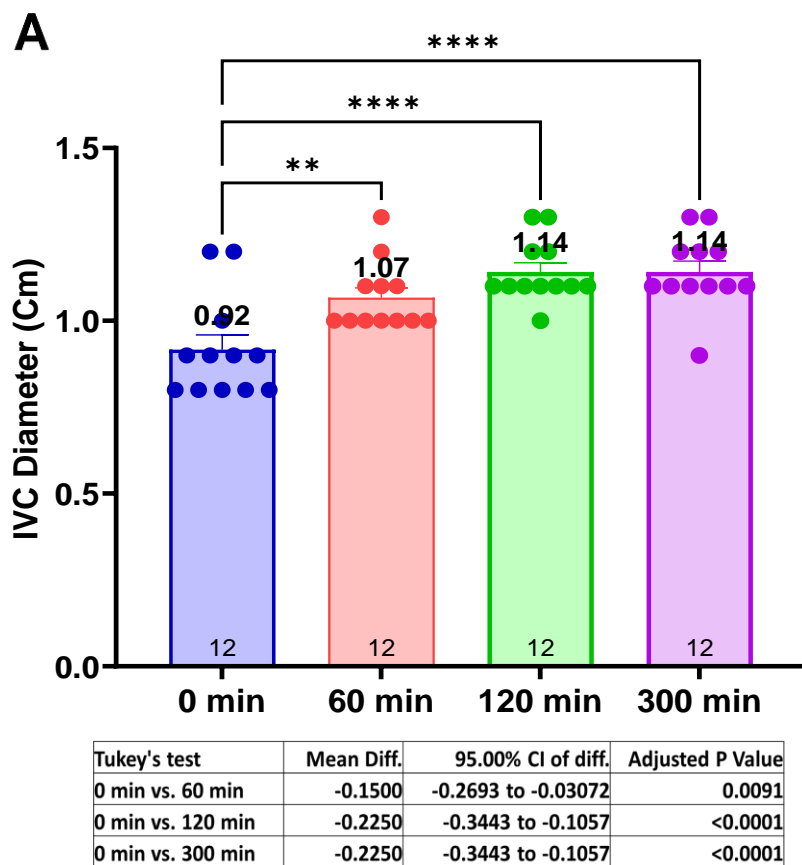 A
****
****
**
IVC Diameter (Cm)
1.5
1.0
0.5
0.0
0.92
1.07
1.14
1.14
12 12 12 12
0 min 60 min 120 min 300 min
Tukey's test Mean Diff. 95.00% CI of diff. Adjusted P Value
0 min vs. 60 min -0.1500 -0.2693 to -0.03072 0.0091
0 min vs. 120 min -0.2250 -0.3443 to -0.1057 <0.0001
0 min vs. 300 min -0.2250 -0.3443 to -0.1057 <0.0001